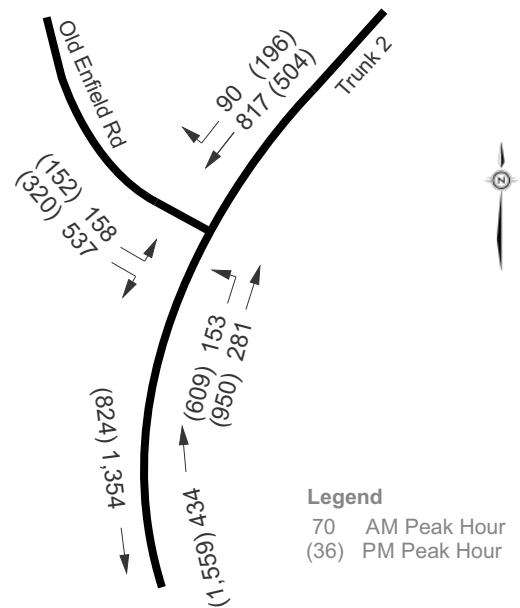 Old Enfield Rd
90 (196)
817 (504)
Trunk 2
(152) 158
(320) 537
(609) 153
(950) 281
(824) 1,354
(1,559) 434
N
Legend
70 AM Peak Hour
(36) PM Peak Hour